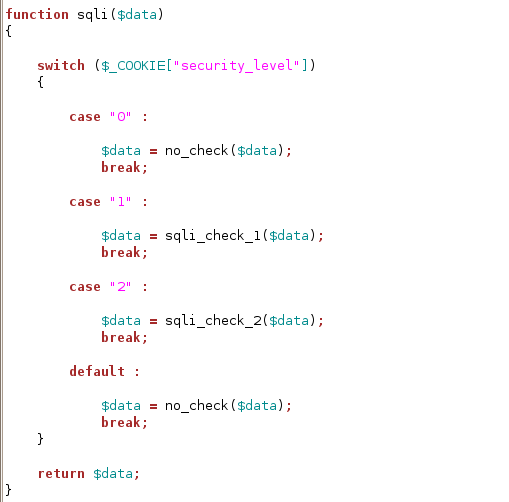 function sqli($data)
{
switch ($_COOKIE["security_level"])
{
case "0" :
$data = no_check($data);
break;
case "1" :
$data = sqli_check_1($data);
break;
case "2" :
$data = sqli_check_2($data);
break;
default :
$data = no_check($data);
break;
}
return $data;
}